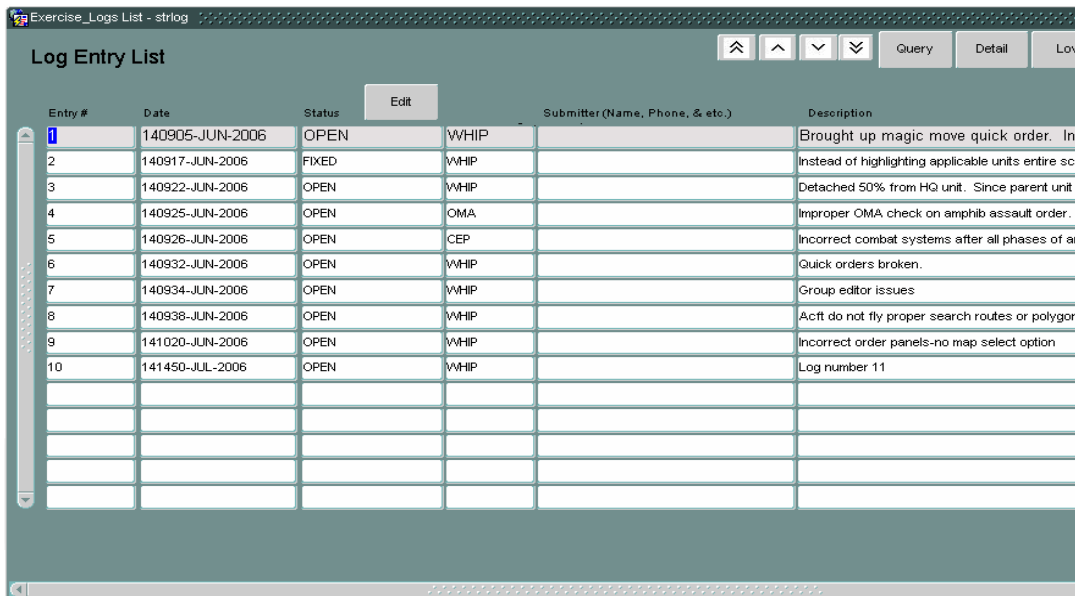 Exercise_Logs List - strlog
Log Entry List
Query Detail Lov
Edit
Entry # Date Status Submitter (Name, Phone, & etc.) Description
1 140905-JUN-2006 OPEN WHIP Brought up magic move quick order. In
2 140917-JUN-2006 FIXED WHIP Instead of highlighting applicable units entire sc
3 140922-JUN-2006 OPEN WHIP Detached 50% from HQ unit. Since parent unit
4 140925-JUN-2006 OPEN OMA Improper OMA check on amphib assault order.
5 140926-JUN-2006 OPEN CEP Incorrect combat systems after all phases of a
6 140932-JUN-2006 OPEN WHIP Quick orders broken.
7 140934-JUN-2006 OPEN WHIP Group editor issues
8 140938-JUN-2006 OPEN WHIP Acft do not fly proper search routes or polygor
9 141020-JUN-2006 OPEN WHIP Incorrect order panels-no map select option
10 141450-JUL-2006 OPEN WHIP Log number 11